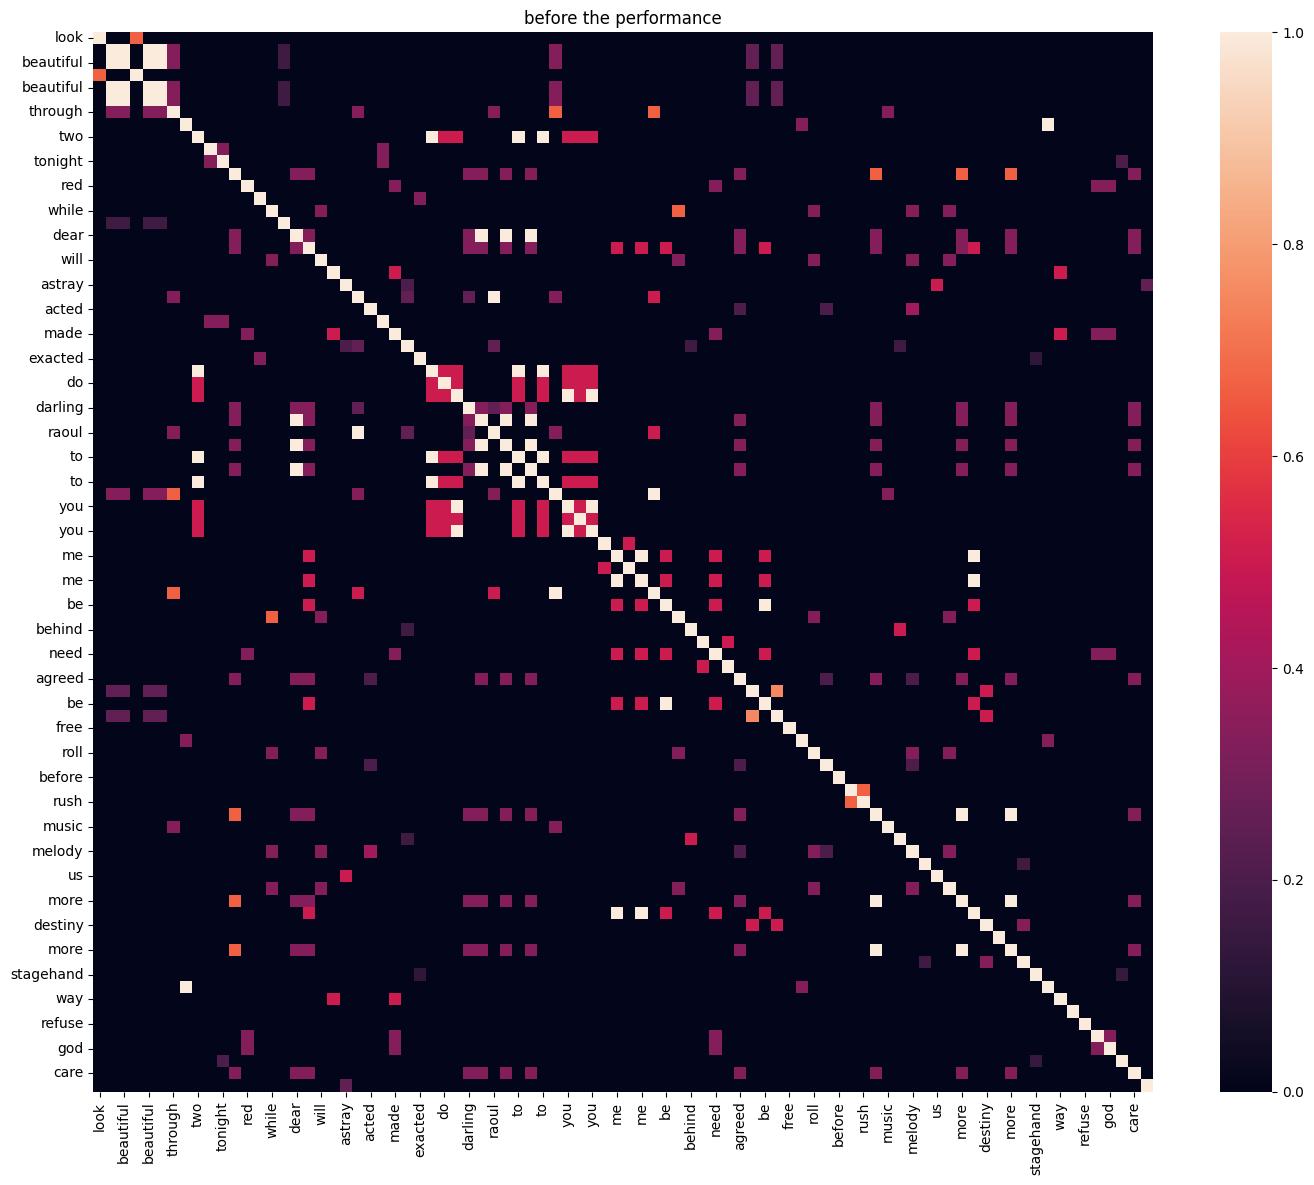 before the performance
look
beautiful
beautiful
through
two
tonight
red
while
dear
will
astray
acted
made
exacted
do
darling
raoul
to
to
you
you
me
me
be
behind
need
agreed
be
free
roll
before
rush
music
melody
us
more
destiny
more
stagehand
way
refuse
god
care
1.0
0.8
0.6
0.4
0.2
0.0
look
beautiful
beautiful
through
two
tonight
red
while
dear
will
astray
acted
made
exacted
do
darling
raoul
to
to
you
you
me
me
be
behind
need
agreed
be
free
roll
before
rush
music
melody
us
more
destiny
more
stagehand
way
refuse
god
care